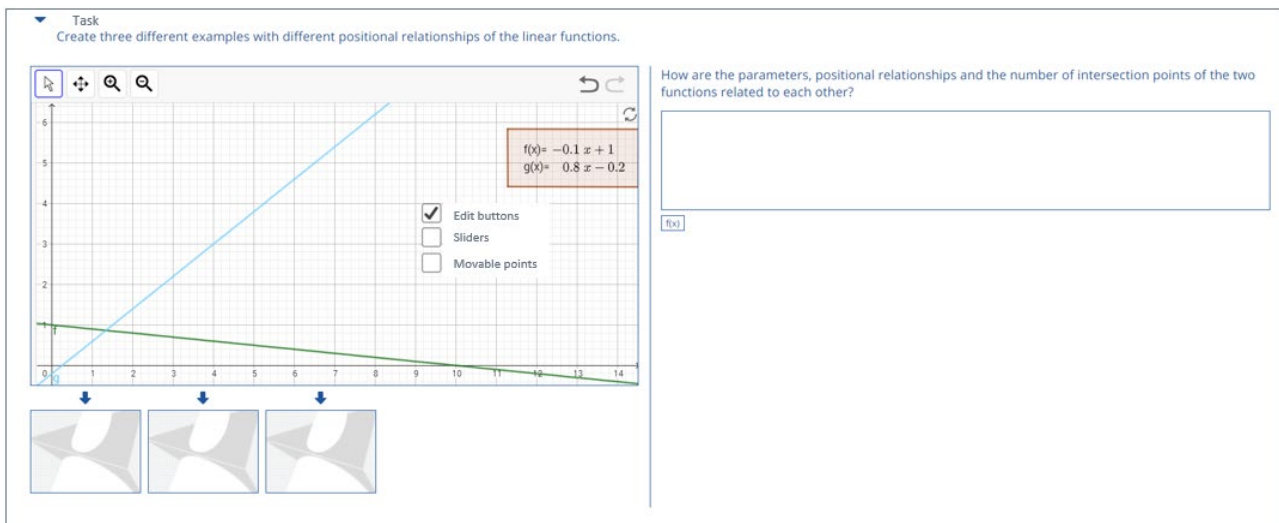 Task
Create three different examples with different positional relationships of the linear functions.
How are the parameters, positional relationships and the number of intersection points of the two
functions related to each other?
f(x)= −0.1 x + 1
g(x)= 0.8 x − 0.2
Edit buttons
Sliders
Movable points
6
5
4
3
2
1
f
g
0 1 2 3 4 5 6 7 8 9 10 11 12 13 14
f(x)